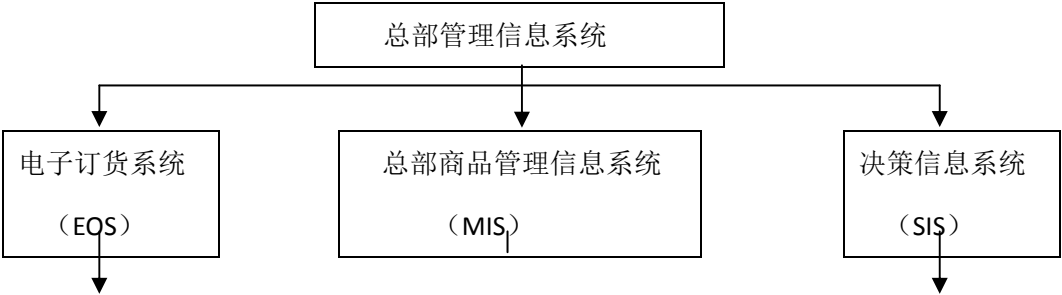 总部管理信息系统
电子订货系统
（EOS）
总部商品管理信息系统
（MIS）
决策信息系统
（SIS）